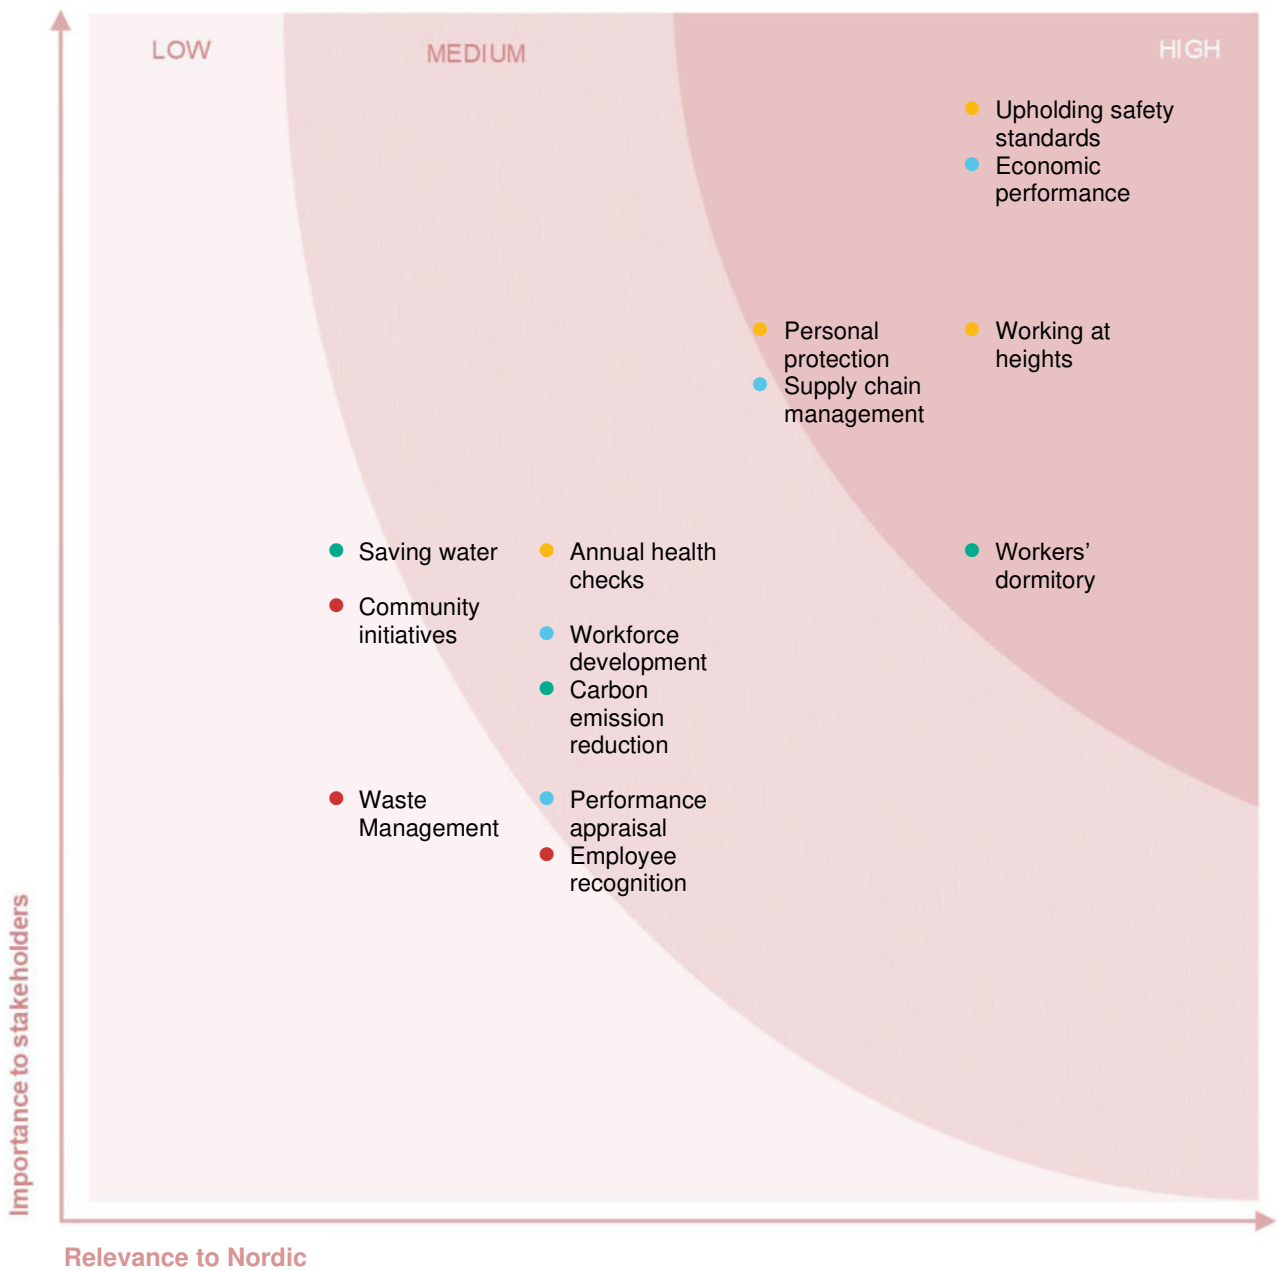 LOW
MEDIUM
HIGH
Upholding safety
standards
Economic
performance
Personal
protection
Supply chain
management
Working at
heights
Saving water
Community
initiatives
Annual health
checks
Workforce
development
Carbon
emission
reduction
Workers’
dormitory
Waste
Management
Performance
appraisal
Employee
recognition
Importance to stakeholders
Relevance to Nordic